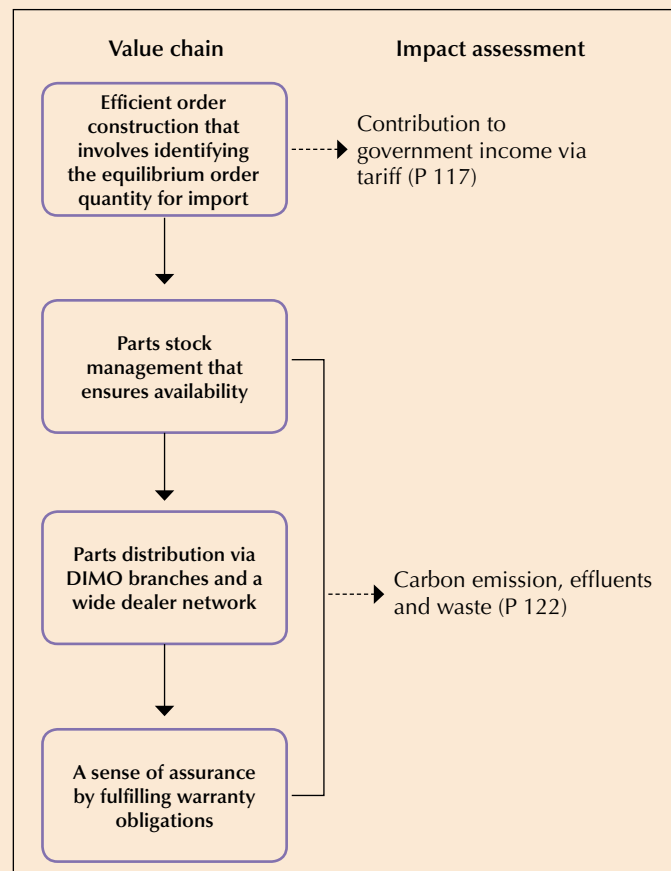 Value chain
Impact assessment
Efficient order
construction that
involves identifying
the equilibrium order
quantity for import
Contribution to
government income via
tariff (P 117)
Parts stock
management that
ensures availability
Parts distribution via
DIMO branches and a
wide dealer network
Carbon emission, effluents
and waste (P 122)
A sense of assurance
by fulfilling warranty
obligations